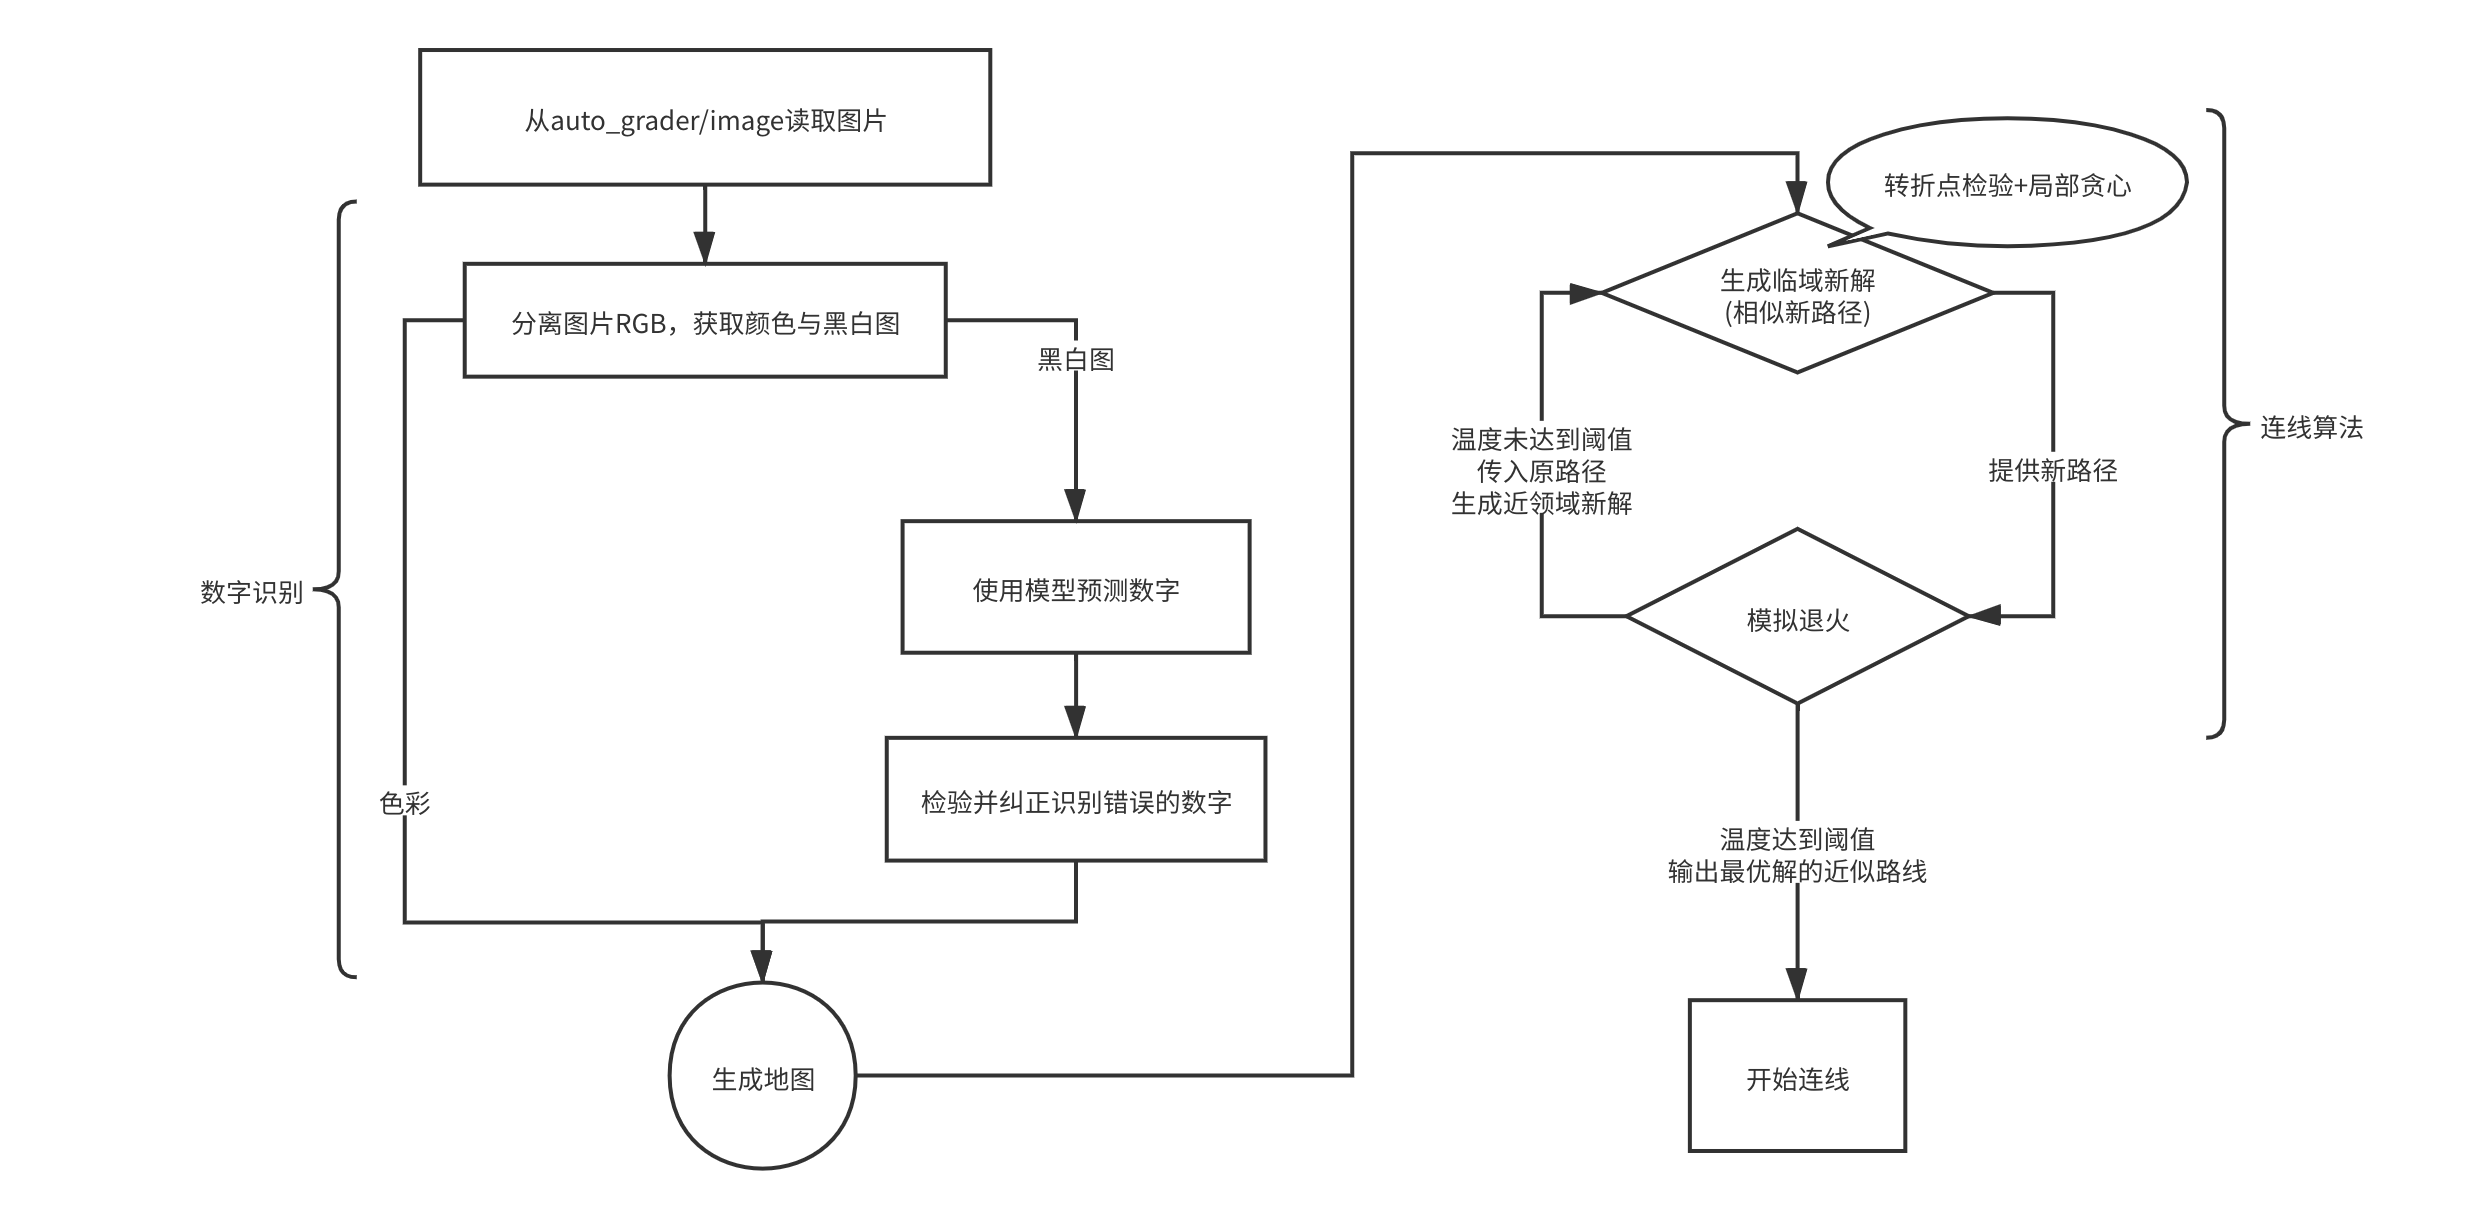 从auto_grader/image读取图片
分离图片RGB，获取颜色与黑白图
黑白图
使用模型预测数字
检验并纠正识别错误的数字
数字识别
色彩
生成地图
转折点检验+局部贪心
生成临域新解
(相似新路径)
温度未达到阈值
传入原路径
生成近领域新解
提供新路径
连线算法
模拟退火
温度达到阈值
输出最优解的近似路线
开始连线